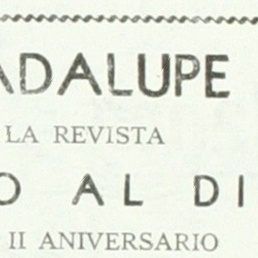 ADALUPE
LA REVISTA
O AL DI
II ANIVERSARIO